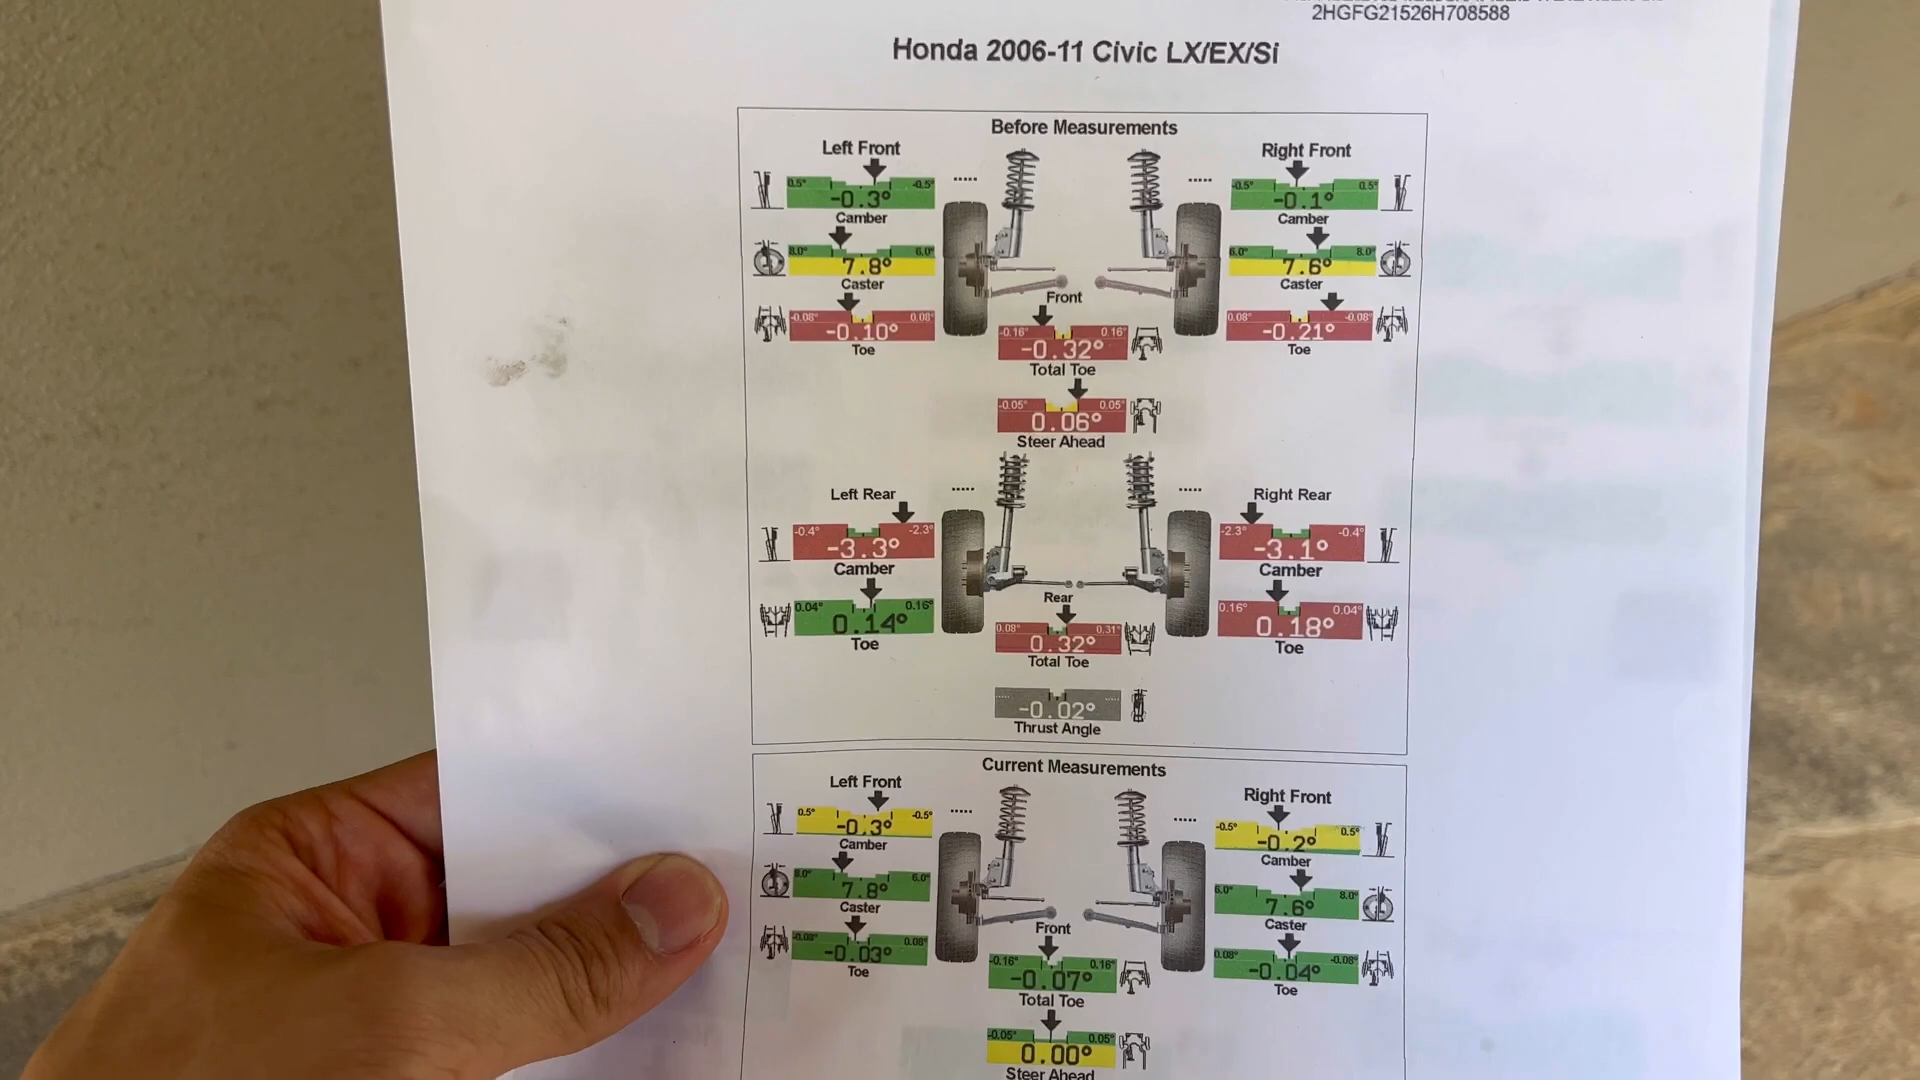 2HGFG21526H708588
Honda 2006-11 Civic LX/EX/Si
Before Measurements
Left Front
Right Front
0.5° -0.5°
-0.3°
Camber
-0.5° 0.5°
-0.1°
Camber
8.0° 6.0°
7.8°
Caster
6.0° 8.0°
7.6°
Caster
-0.08° 0.08°
-0.10°
Toe
Front
-0.16° 0.16°
-0.32°
Total Toe
0.08° -0.08°
-0.21°
Toe
-0.05° 0.05°
0.06°
Steer Ahead
Left Rear
Right Rear
-0.4° -2.3°
-3.3°
Camber
-2.3° -0.4°
-3.1°
Camber
0.04° 0.16°
0.14°
Toe
Rear
0.08° 0.31°
0.32°
Total Toe
0.16° 0.04°
0.18°
Toe
-0.02°
Thrust Angle
Current Measurements
Left Front
Right Front
0.5° -0.5°
-0.3°
Camber
-0.5° 0.5°
-0.2°
Camber
8.0° 6.0°
7.8°
Caster
6.0° 8.0°
7.6°
Caster
-0.08° 0.08°
-0.03°
Toe
Front
-0.16° 0.16°
-0.07°
Total Toe
0.08° -0.08°
-0.04°
Toe
-0.05° 0.05°
0.00°
Steer Ahead